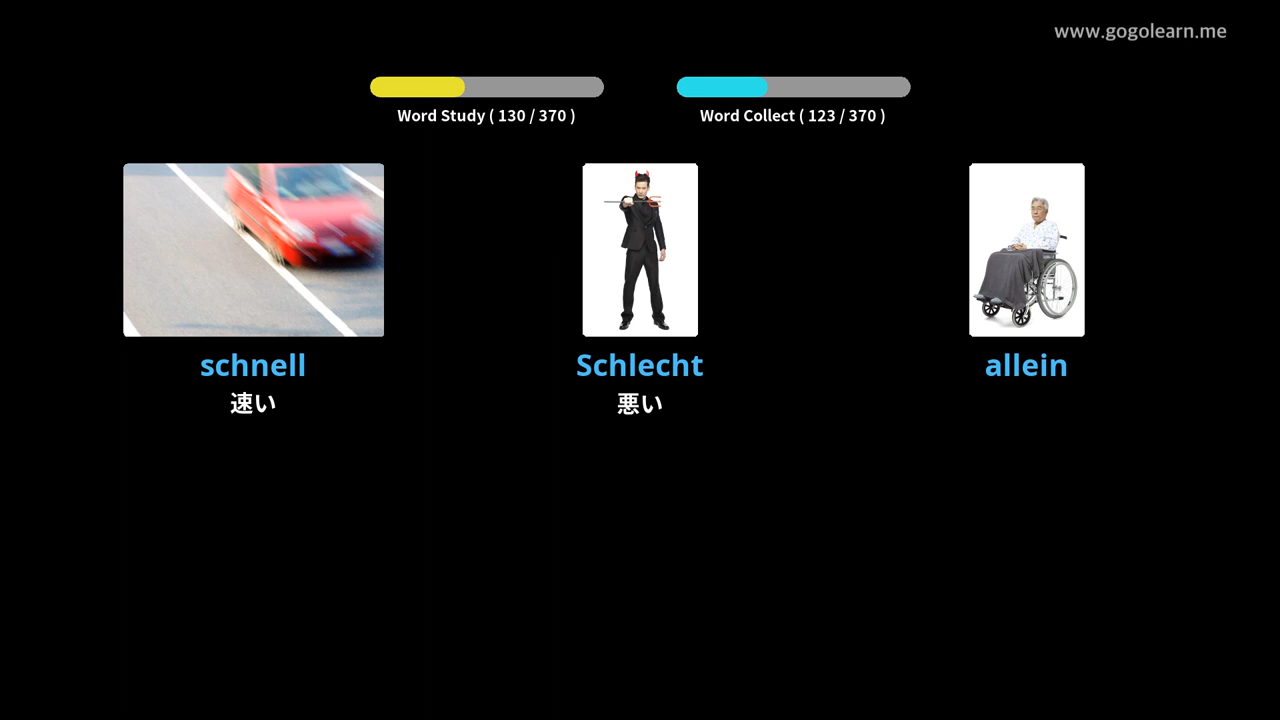 www.gogolearn.me
Word Study ( 130 / 370 )
Word Collect ( 123 / 370 )
schnell
速い
Schlecht
悪い
allein